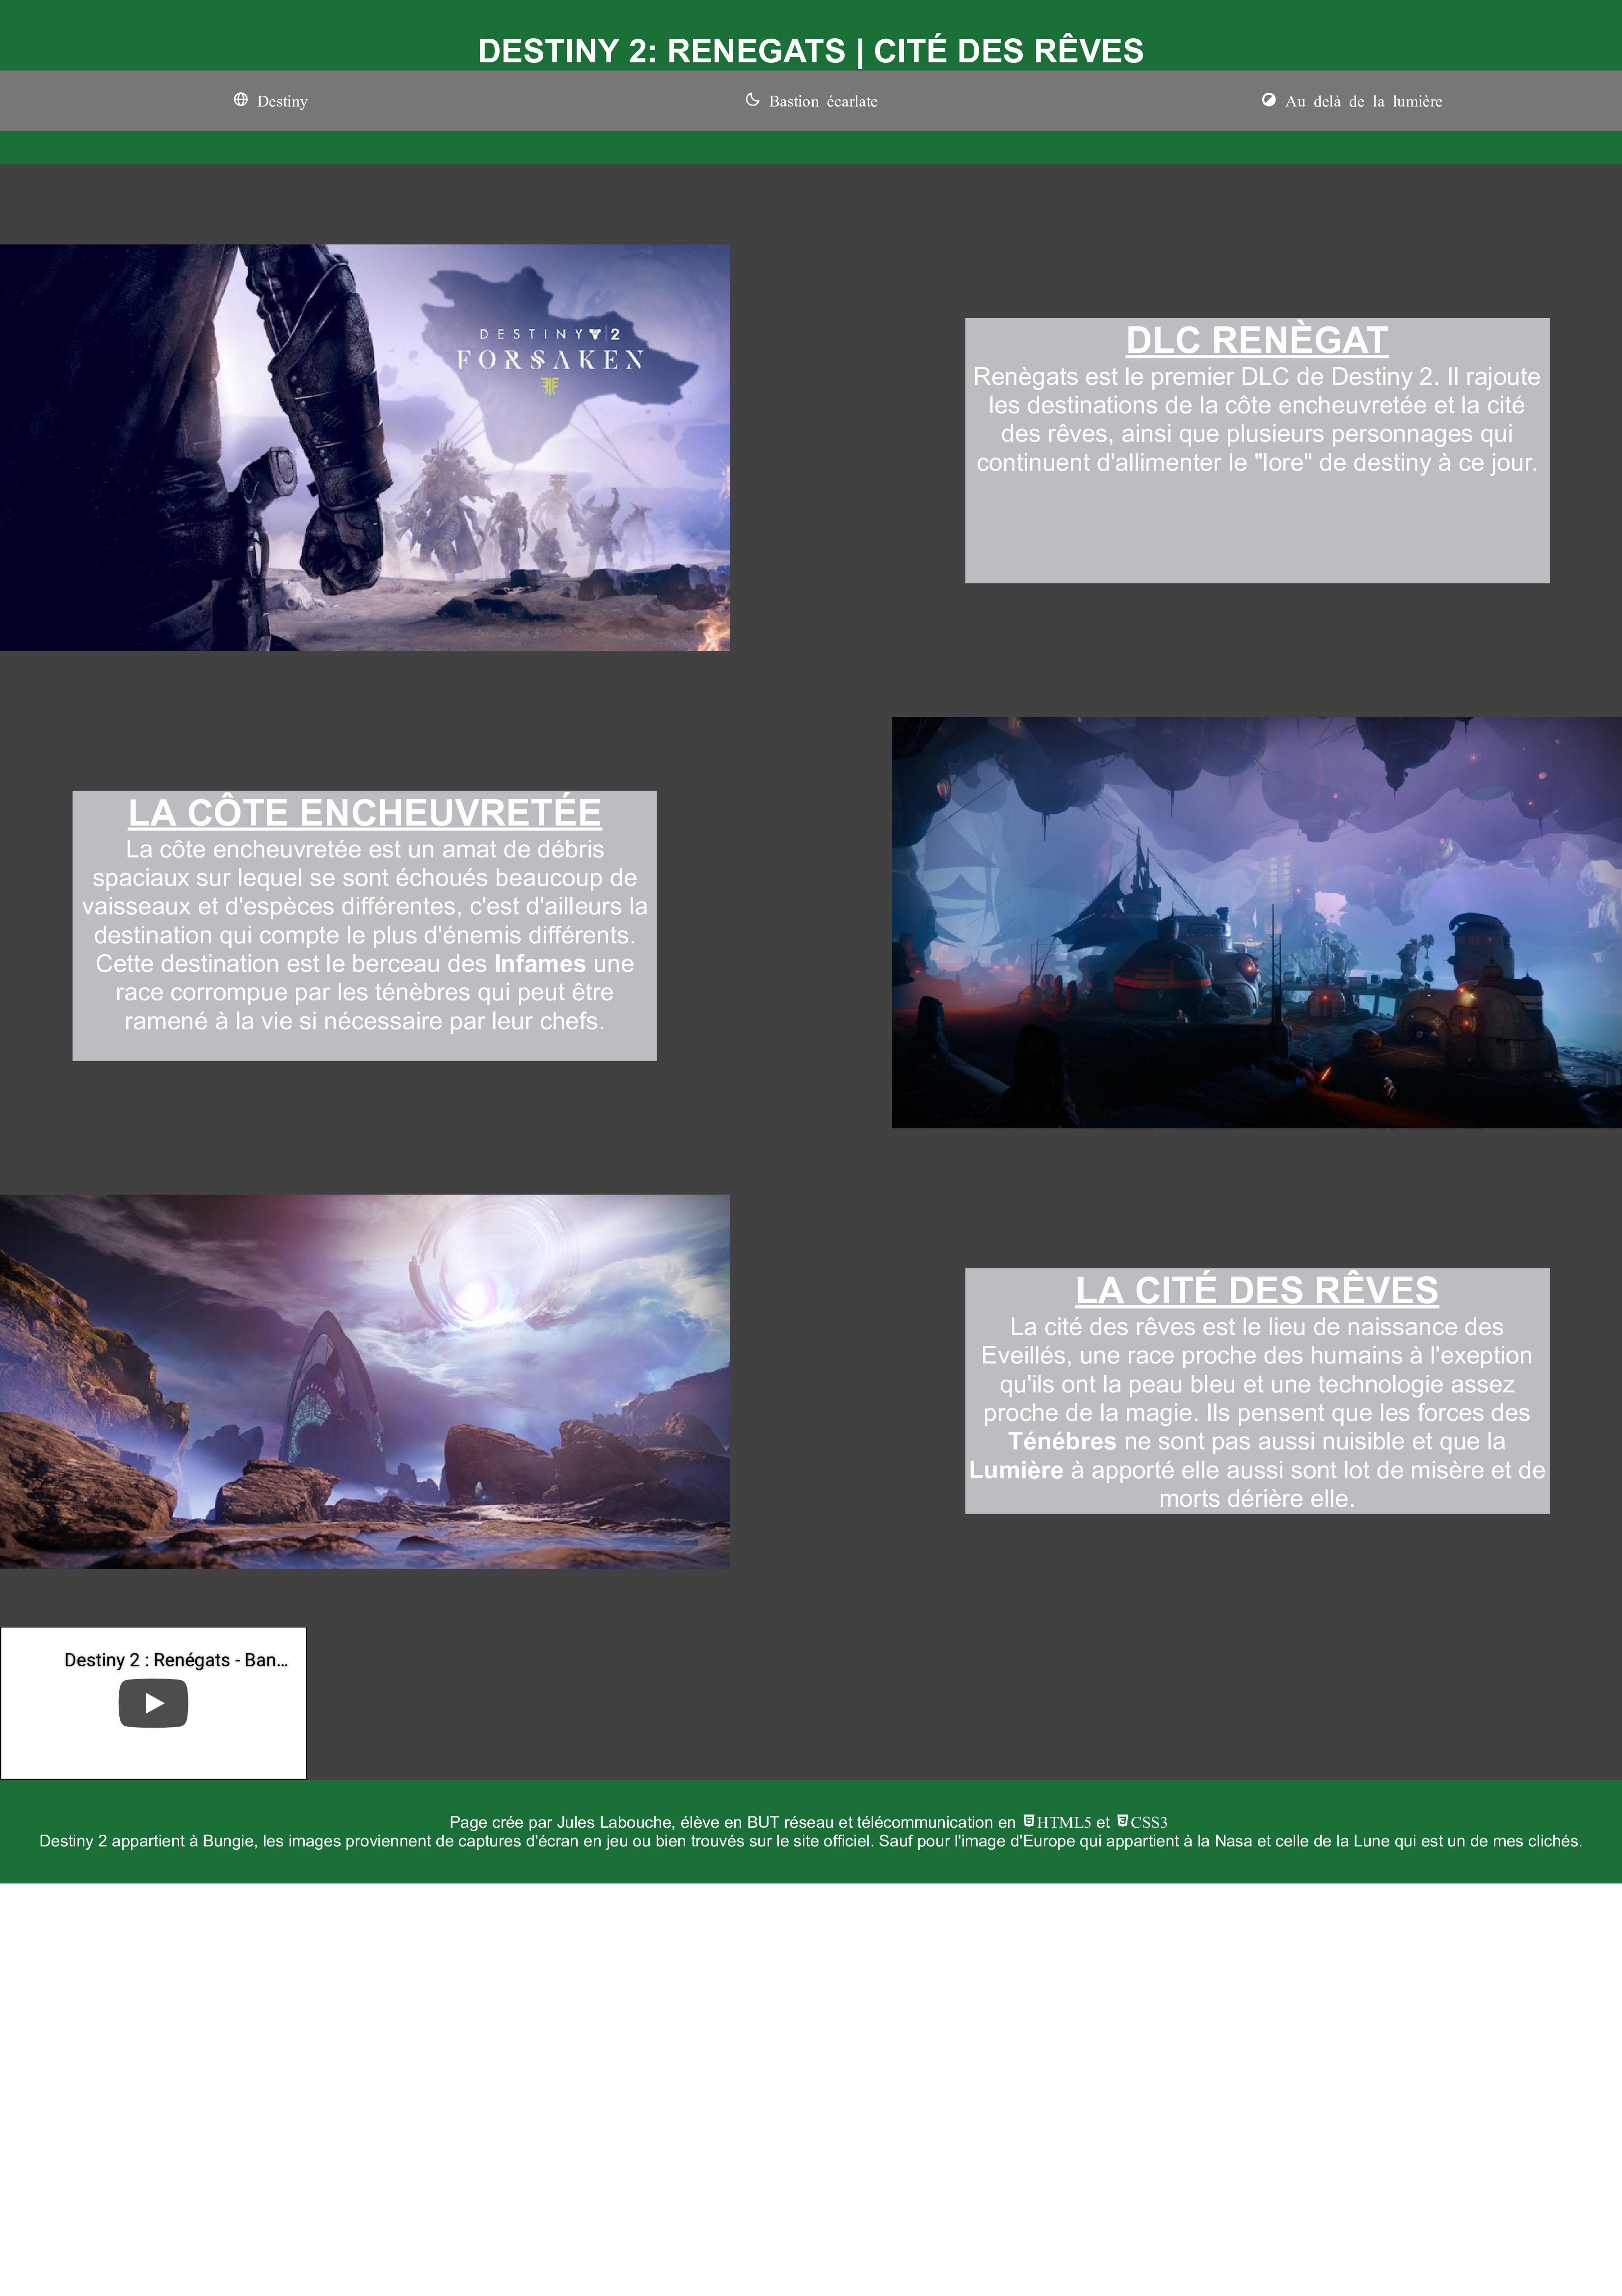 DESTINY 2: RENEGATS | CITÉ DES RÊVES
Destiny
Bastion écarlate
Au delà de la lumière
DESTINY 2
FORSAKEN
DLC RENÈGAT
Renègats est le premier DLC de Destiny 2. Il rajoute
les destinations de la côte encheuvretée et la cité
des rêves, ainsi que plusieurs personnages qui
continuent d'allimenter le "lore" de destiny à ce jour.
LA CÔTE ENCHEUVRETÉE
La côte encheuvretée est un amat de débris
spaciaux sur lequel se sont échoués beaucoup de
vaisseaux et d'espèces différentes, c'est d'ailleurs la
destination qui compte le plus d'énemis différents.
Cette destination est le berceau des Infames une
race corrompue par les ténèbres qui peut être
ramené à la vie si nécessaire par leur chefs.
LA CITÉ DES RÊVES
La cité des rêves est le lieu de naissance des
Eveillés, une race proche des humains à l'exeption
qu'ils ont la peau bleu et une technologie assez
proche de la magie. Ils pensent que les forces des
Ténébres ne sont pas aussi nuisible et que la
Lumière à apporté elle aussi sont lot de misère et de
morts dérière elle.
Destiny 2 : Renégats - Ban...
Page crée par Jules Labouche, élève en BUT réseau et télécommunication en HTML5 et CSS3
Destiny 2 appartient à Bungie, les images proviennent de captures d'écran en jeu ou bien trouvés sur le site officiel. Sauf pour l'image d'Europe qui appartient à la Nasa et celle de la Lune qui est un de mes clichés.